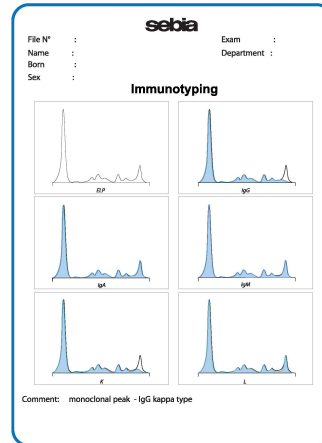 sebia
File N° : Exam :
Name : Department :
Born :
Sex :
Immunotyping
ELP IgG
IgA IgM
K L
Comment: monoclonal peak - IgG kappa type